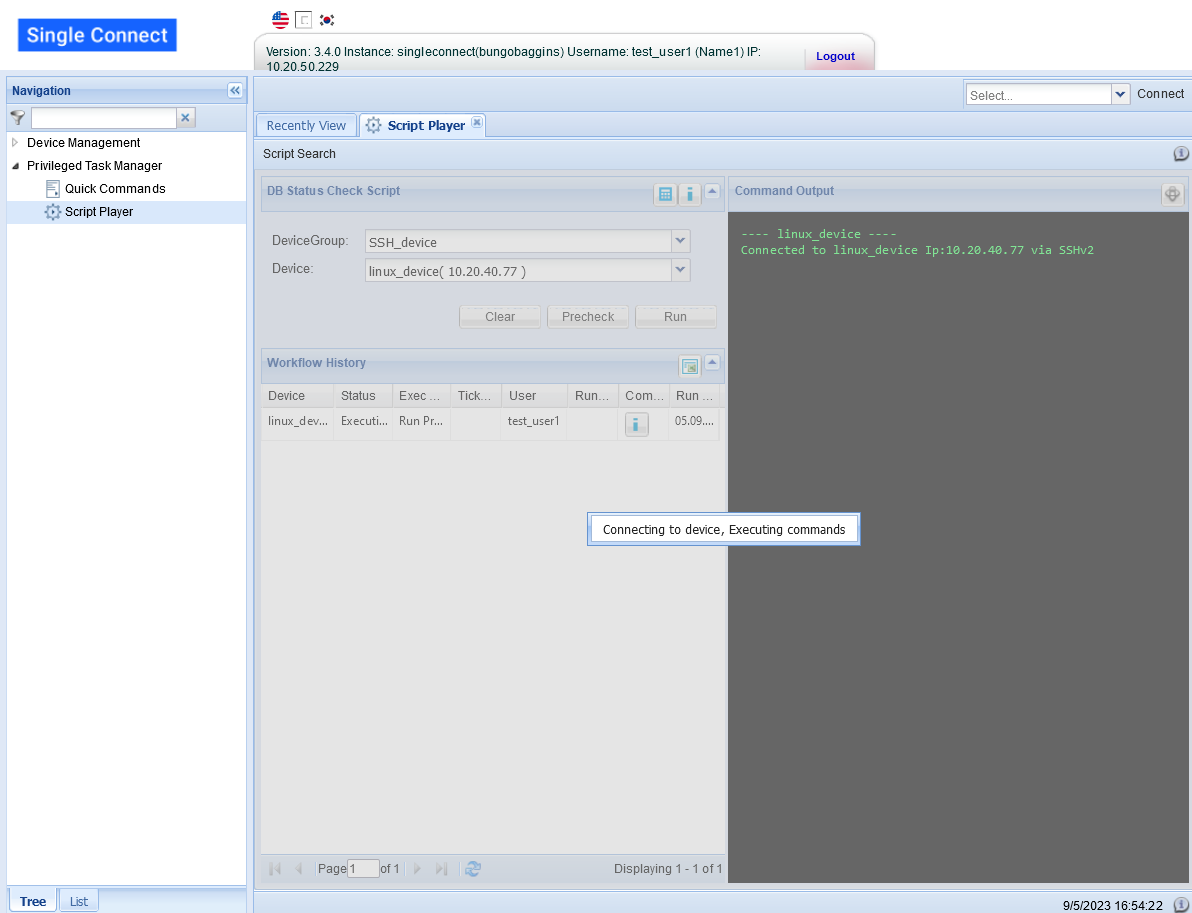 Single Connect
Version: 3.4.0 Instance: singleconnect(bungobaggins) Username: test_user1 (Name1) IP:
10.20.50.229
Logout
Navigation
Select...
Connect
Device Management
Privileged Task Manager
Quick Commands
Script Player
Recently View
Script Player
Script Search
DB Status Check Script
DeviceGroup:
SSH_device
Device:
linux_device( 10.20.40.77 )
Clear
Precheck
Run
Workflow History
Device Status Exec ... Tick... User Run... Com... Run ...
linux_dev... Executi... Run Pr... test_user1 05.09....
Command Output
---- linux_device ----
Connected to linux_device Ip:10.20.40.77 via SSHv2
Connecting to device, Executing commands
Page 1 of 1
Displaying 1 - 1 of 1
Tree
List
9/5/2023 16:54:22